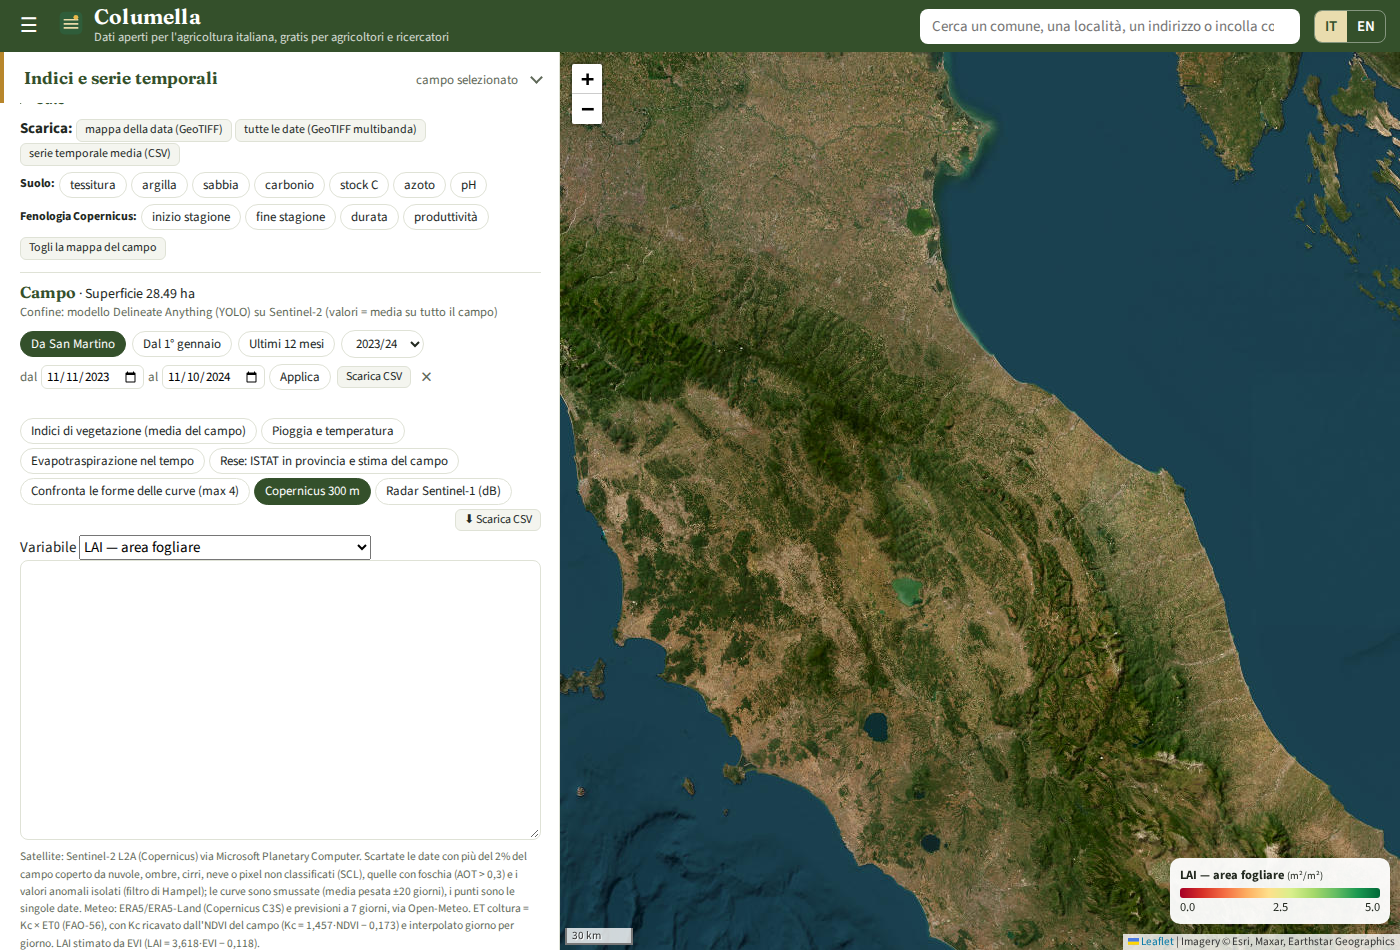 ☰ Columella
Dati aperti per l'agricoltura italiana, gratis per agricoltori e ricercatori
Cerca un comune, una località, un indirizzo o incolla cc
IT EN
Indici e serie temporali
campo selezionato
Scarica: mappa della data (GeoTIFF) tutte le date (GeoTIFF multibanda)
serie temporale media (CSV)
Suolo: tessitura argilla sabbia carbonio stock C azoto pH
Fenologia Copernicus: inizio stagione fine stagione durata produttività
Togli la mappa del campo
Campo · Superficie 28.49 ha
Confine: modello Delineate Anything (YOLO) su Sentinel-2 (valori = media su tutto il campo)
Da San Martino Dal 1° gennaio Ultimi 12 mesi 2023/24
dal 11/11/2023 al 11/10/2024 Applica Scarica CSV ✕
Indici di vegetazione (media del campo) Pioggia e temperatura
Evapotraspirazione nel tempo Rese: ISTAT in provincia e stima del campo
Confronta le forme delle curve (max 4) Copernicus 300 m Radar Sentinel-1 (dB)
⬇ Scarica CSV
Variabile LAI — area fogliare
Satellite: Sentinel-2 L2A (Copernicus) via Microsoft Planetary Computer. Scartate le date con più del 2% del
campo coperto da nuvole, ombre, cirri, neve o pixel non classificati (SCL), quelle con foschia (AOT > 0,3) e i
valori anomali isolati (filtro di Hampel); le curve sono smussate (media pesata ±20 giorni), i punti sono le
singole date. Meteo: ERA5/ERA5-Land (Copernicus C3S) e previsioni a 7 giorni, via Open-Meteo. ET coltura =
Kc × ET0 (FAO-56), con Kc ricavato dall'NDVI del campo (Kc = 1,457·NDVI − 0,173) e interpolato giorno per
giorno. LAI stimato da EVI (LAI = 3,618·EVI − 0,118).
+
−
30 km
LAI — area fogliare (m²/m²)
0.0 2.5 5.0
Leaflet | Imagery © Esri, Maxar, Earthstar Geographics